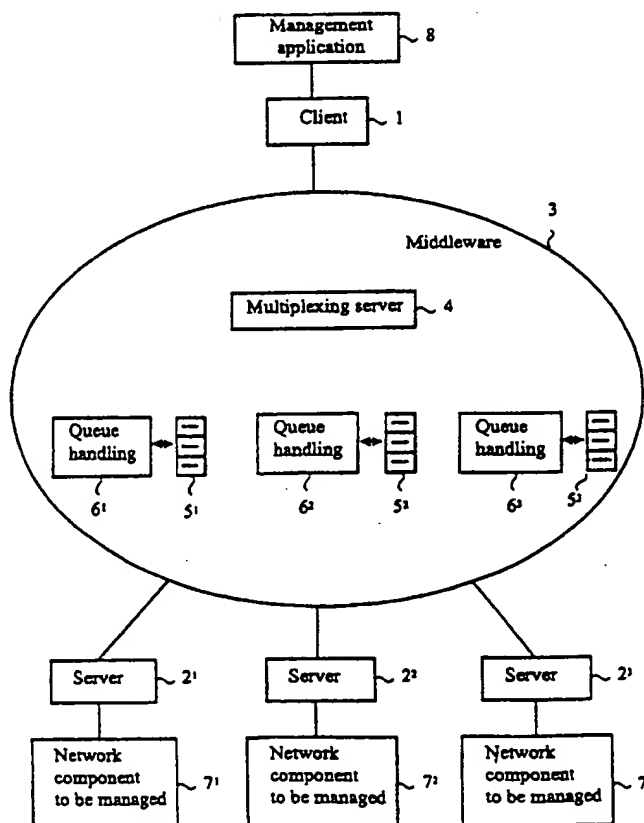 Management
application
8
Client
1
3
Middleware
Multiplexing server
4
Queue
handling
Queue
handling
Queue
handling
6¹
5¹
6²
5²
6³
5³
Server
2¹
Server
2²
Server
2³
Network
component
to be managed
7¹
Network
component
to be managed
7²
Network
component
to be managed
7